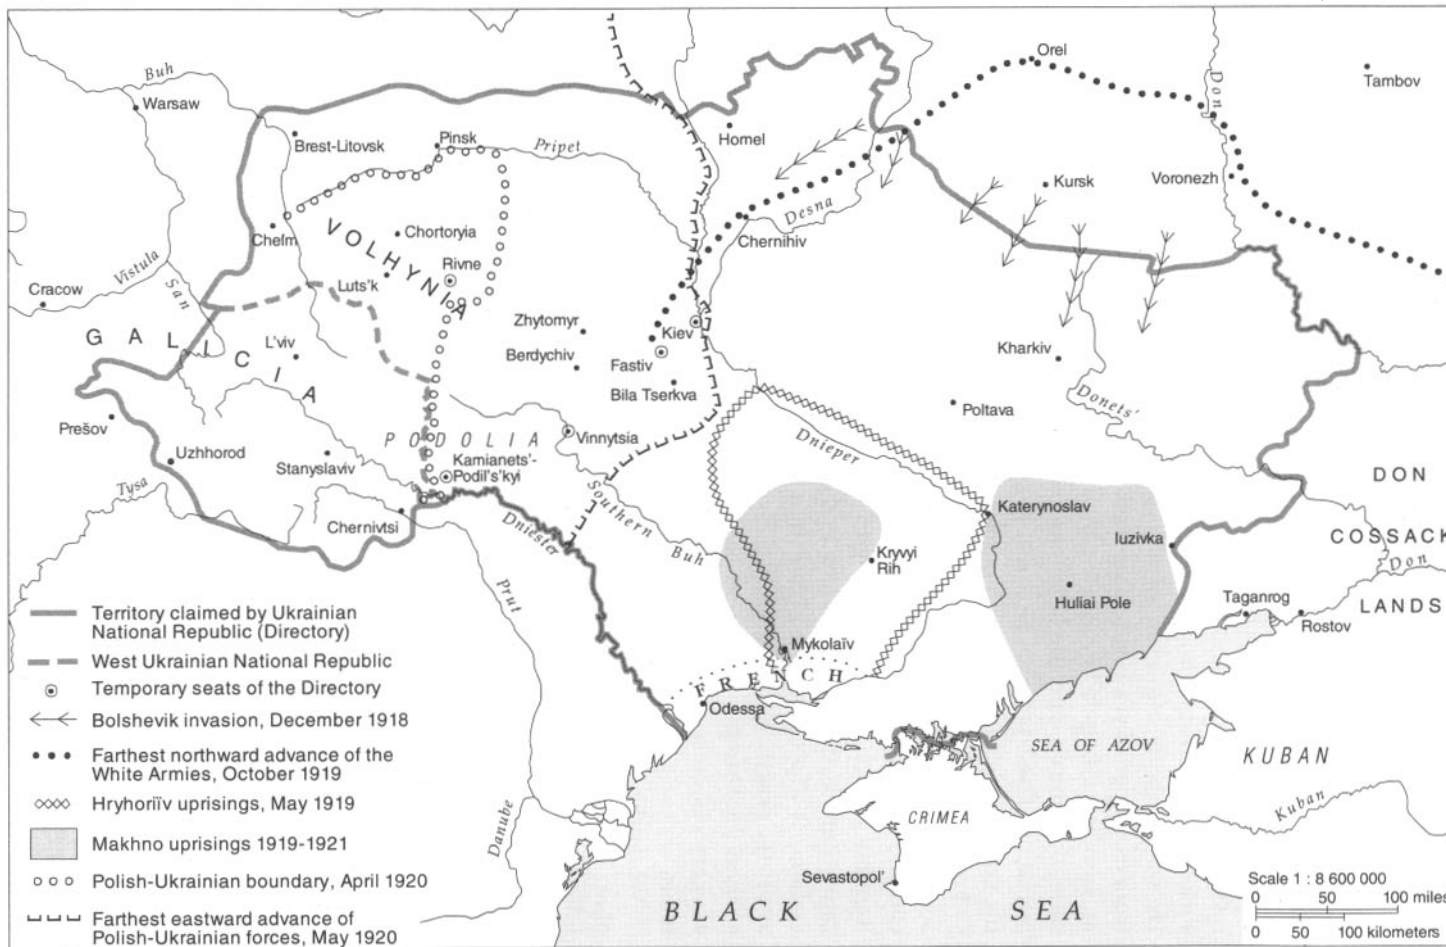 Orel
Tambov
Buh
Don
Warsaw
Homel
Brest-Litovsk
Pinsk
Pripet
Kursk
Voronezh
Desna
Chernihiv
Chełm
VOLHYNIA
Chortoryia
Rivne
Luts'k
Vistula
San
Cracow
GALICIA
L'viv
Zhytomyr
Kiev
Berdychiv
Fastiv
Bila Tserkva
Kharkiv
Poltava
Donets'
Prešov
Uzhhorod
PODOLIA
Vinnytsia
Dnieper
Stanyslaviv
Kamianets'-
Podil's'kyi
Tysa
Chernivtsi
Dniester
Southern
Buh
Katerynoslav
DON
COSSACK
LANDS
Iuzivka
Don
Kryvyi
Rih
Huliai Pole
Taganrog
Rostov
Prut
Mykolaïv
FRENCH
Odessa
SEA OF AZOV
KUBAN
Kuban
CRIMEA
Danube
Sevastopol'
BLACK SEA
Territory claimed by Ukrainian
National Republic (Directory)
West Ukrainian National Republic
Temporary seats of the Directory
Bolshevik invasion, December 1918
Farthest northward advance of the
White Armies, October 1919
Hryhoriïv uprisings, May 1919
Makhno uprisings 1919-1921
Polish-Ukrainian boundary, April 1920
Farthest eastward advance of
Polish-Ukrainian forces, May 1920
Scale 1 : 8 600 000
0 50 100 miles
0 50 100 kilometers